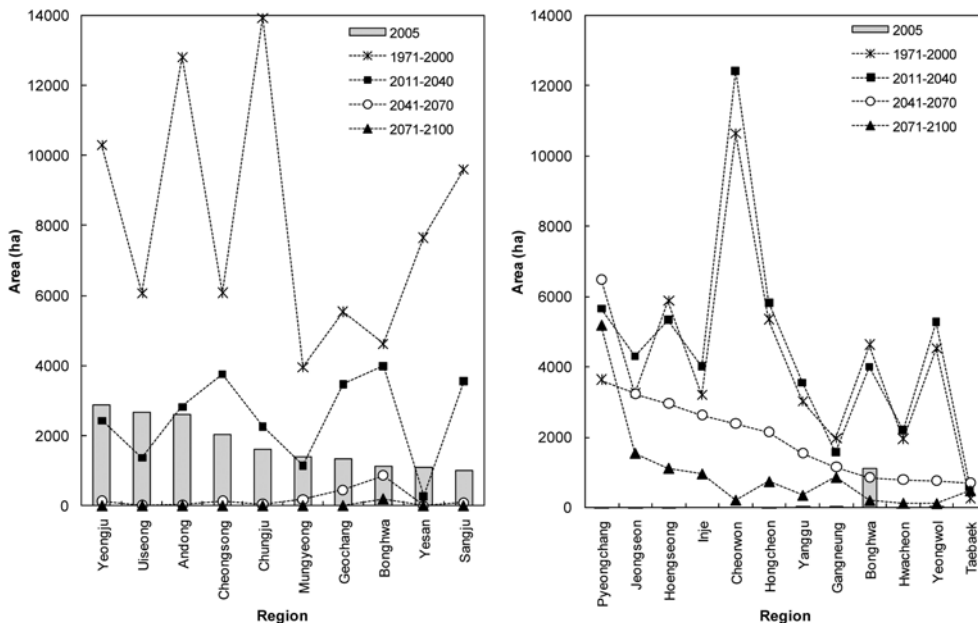 14000
12000
10000
8000
6000
4000
2000
0
Area (ha)
2005
1971-2000
2011-2040
2041-2070
2071-2100
Yeongju
Uiseong
Andong
Cheongsong
Chungju
Mungyeong
Geochang
Bonghwa
Yesan
Sangju
Region
14000
12000
10000
8000
6000
4000
2000
0
Area (ha)
2005
1971-2000
2011-2040
2041-2070
2071-2100
Pyeongchang
Jeongseon
Hoengseong
Inje
Cheorwon
Hongcheon
Yanggu
Gangneung
Bonghwa
Hwacheon
Yeongwol
Taebaek
Region